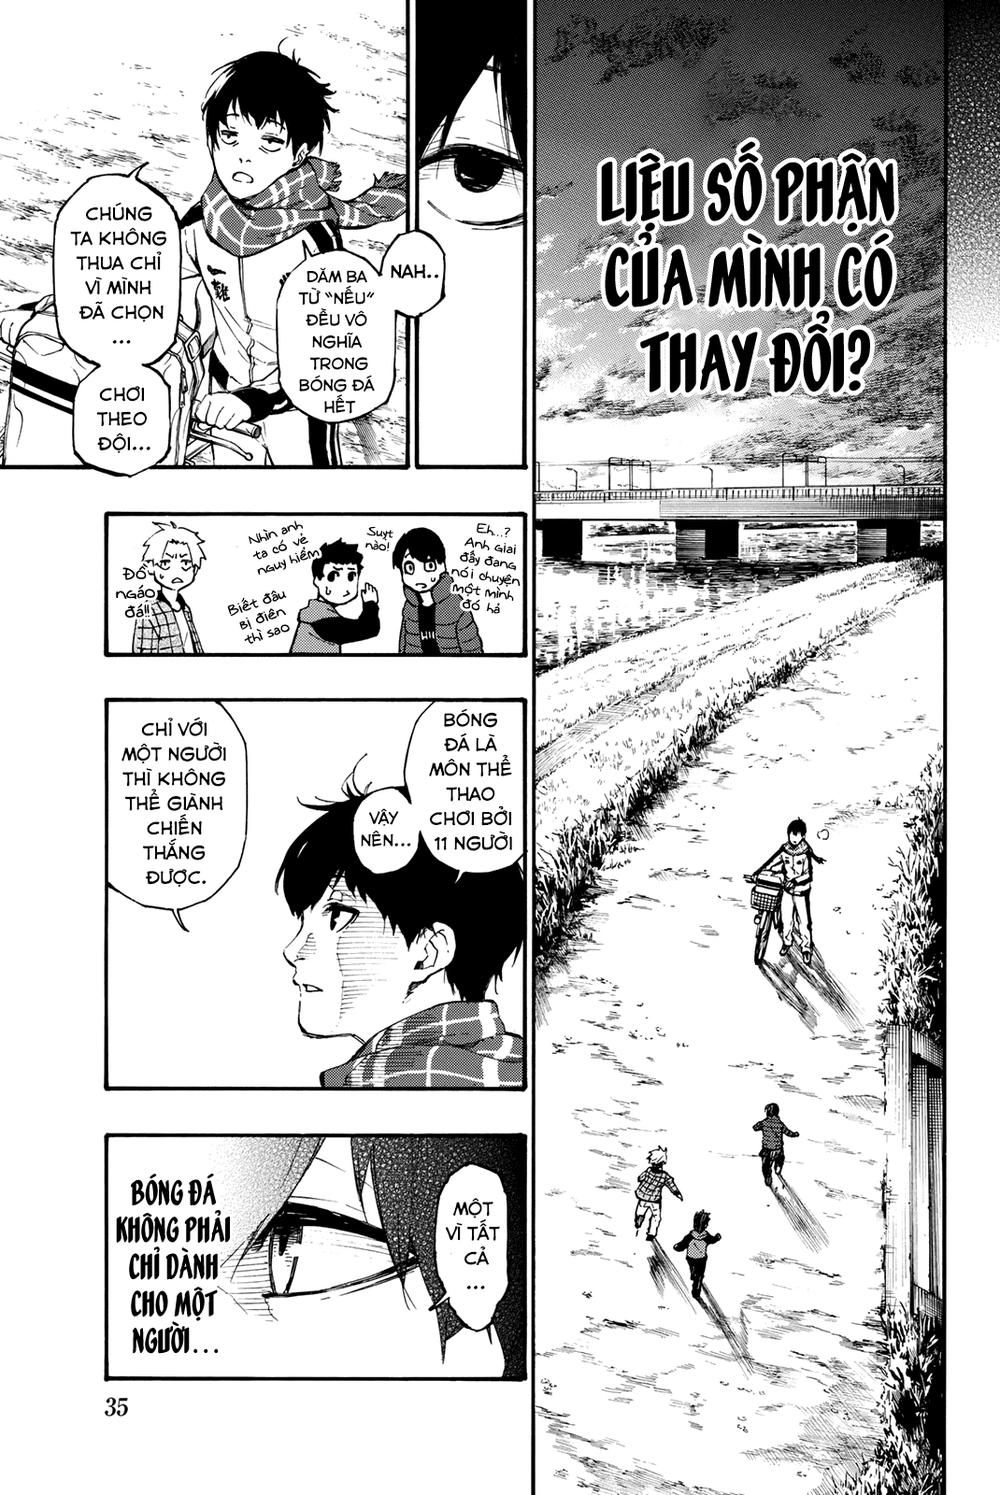 LIỆU SỐ PHẬN
CỦA MÌNH CÓ
THAY ĐỔI?
NAH..
DĂM BA
TỪ "NẾU"
ĐỀU VÔ
NGHĨA
TRONG
BÓNG ĐÁ
HẾT
CHÚNG
TA KHÔNG
THUA CHỈ
VÌ MÌNH
ĐÃ CHỌN
...
CHƠI
THEO
ĐỘI...
Eh...?
Anh giai
đấy đang
nói chuyện
một mình
đó hả
Suỵt
nào!
Nhìn anh
ta có vẻ
nguy hiểm
Biết đâu
bị điên
thì sao
Đồ
ngáo
đá!!
BÓNG
ĐÁ LÀ
MÔN THỂ
THAO
CHƠI BỞI
11 NGƯỜI
VẬY
NÊN...
CHỈ VỚI
MỘT NGƯỜI
THÌ KHÔNG
THỂ GIÀNH
CHIẾN
THẮNG
ĐƯỢC.
MỘT
VÌ TẤT
CẢ
...
BÓNG ĐÁ
KHÔNG PHẢI
CHỈ DÀNH
CHO MỘT
NGƯỜI...
35